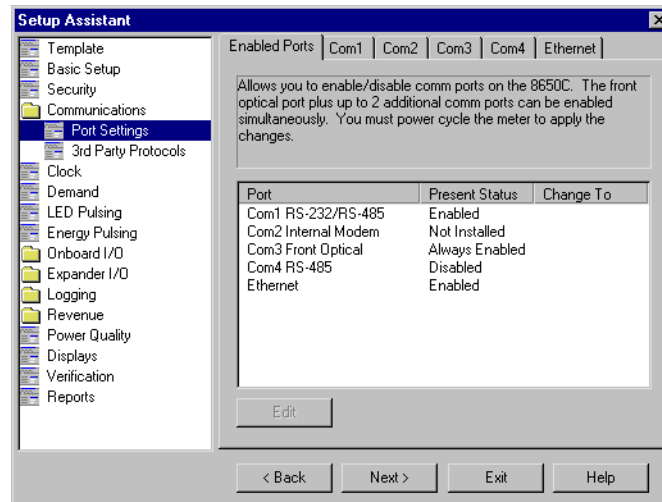 Setup Assistant
Template
Basic Setup
Security
Communications
Port Settings
3rd Party Protocols
Clock
Demand
LED Pulsing
Energy Pulsing
Onboard I/O
Expander I/O
Logging
Revenue
Power Quality
Displays
Verification
Reports
Enabled Ports Com1 Com2 Com3 Com4 Ethernet
Allows you to enable/disable comm ports on the 8650C. The front
optical port plus up to 2 additional comm ports can be enabled
simultaneously. You must power cycle the meter to apply the
changes.
Port Present Status Change To
Com1 RS-232/RS-485 Enabled
Com2 Internal Modem Not Installed
Com3 Front Optical Always Enabled
Com4 RS-485 Disabled
Ethernet Enabled
Edit
< Back Next > Exit Help